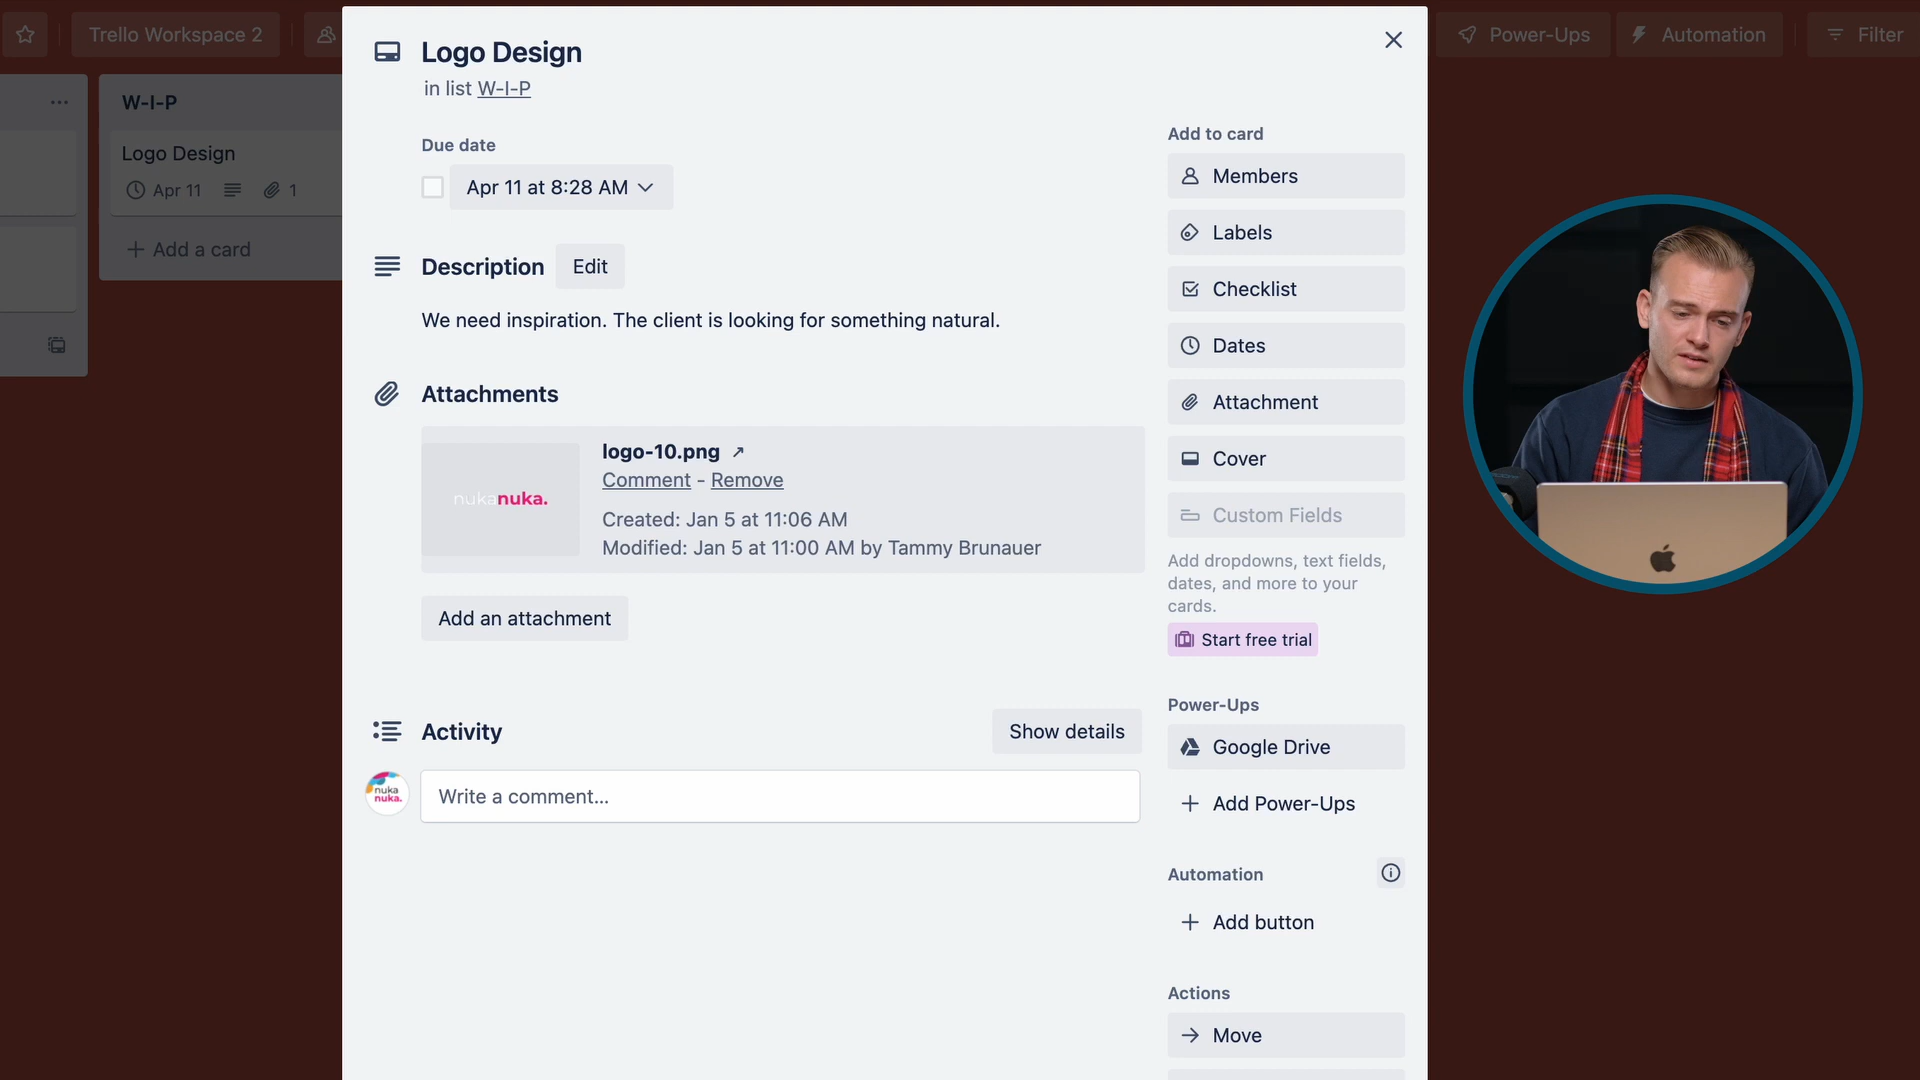 Trello Workspace 2
Power-Ups
Automation
Filter
W-I-P
Logo Design
Apr 11
1
Add a card
Logo Design
in list W-I-P
Due date
Apr 11 at 8:28 AM
Description
Edit
We need inspiration. The client is looking for something natural.
Attachments
nukanuka.
logo-10.png
Comment - Remove
Created: Jan 5 at 11:06 AM
Modified: Jan 5 at 11:00 AM by Tammy Brunauer
Add an attachment
Activity
Show details
nuka
nuka.
Write a comment...
Add to card
Members
Labels
Checklist
Dates
Attachment
Cover
Custom Fields
Add dropdowns, text fields,
dates, and more to your
cards.
Start free trial
Power-Ups
Google Drive
Add Power-Ups
Automation
Add button
Actions
Move